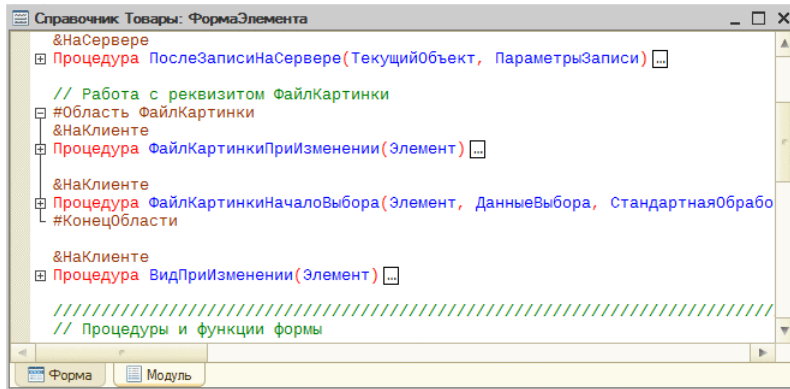 Справочник Товары: ФормаЭлемента
&НаСервере
Процедура ПослеЗаписиНаСервере(ТекущийОбъект, ПараметрыЗаписи)...
// Работа с реквизитом ФайлКартинки
#Область ФайлКартинки
&НаКлиенте
Процедура ФайлКартинкиПриИзменении(Элемент)...
&НаКлиенте
Процедура ФайлКартинкиНачалоВыбора(Элемент, ДанныеВыбора, СтандартнаяОбрабо
#КонецОбласти
&НаКлиенте
Процедура ВидПриИзменении(Элемент)...
///////////////////////////////////////////////////////////////////////////
// Процедуры и функции формы
Форма Модуль